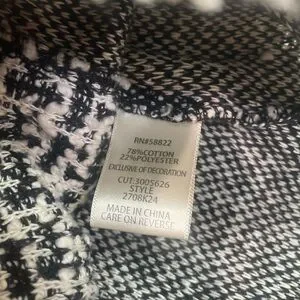 RN#58822
78%COTTON
22%POLYESTER
EXCLUSIVE OF DECORATION
CUT:3005626
STYLE
2708K24
MADE IN CHINA
CARE ON REVERSE